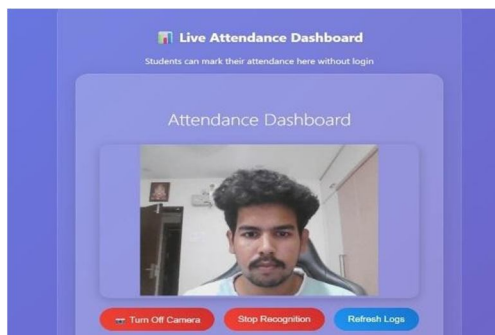 📊 Live Attendance Dashboard
Students can mark their attendance here without login
Attendance Dashboard
📷 Turn Off Camera Stop Recognition Refresh Logs